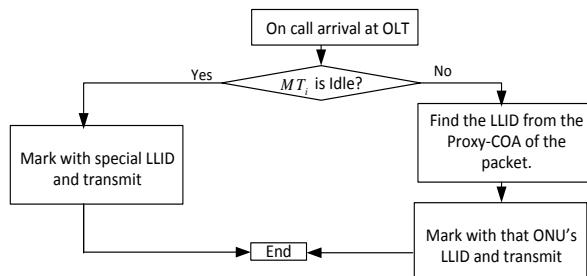 On call arrival at OLT
Yes
MT_i is Idle?
No
Mark with special LLID
and transmit
Find the LLID from the
Proxy-COA of the
packet.
Mark with that ONU's
LLID and transmit
End